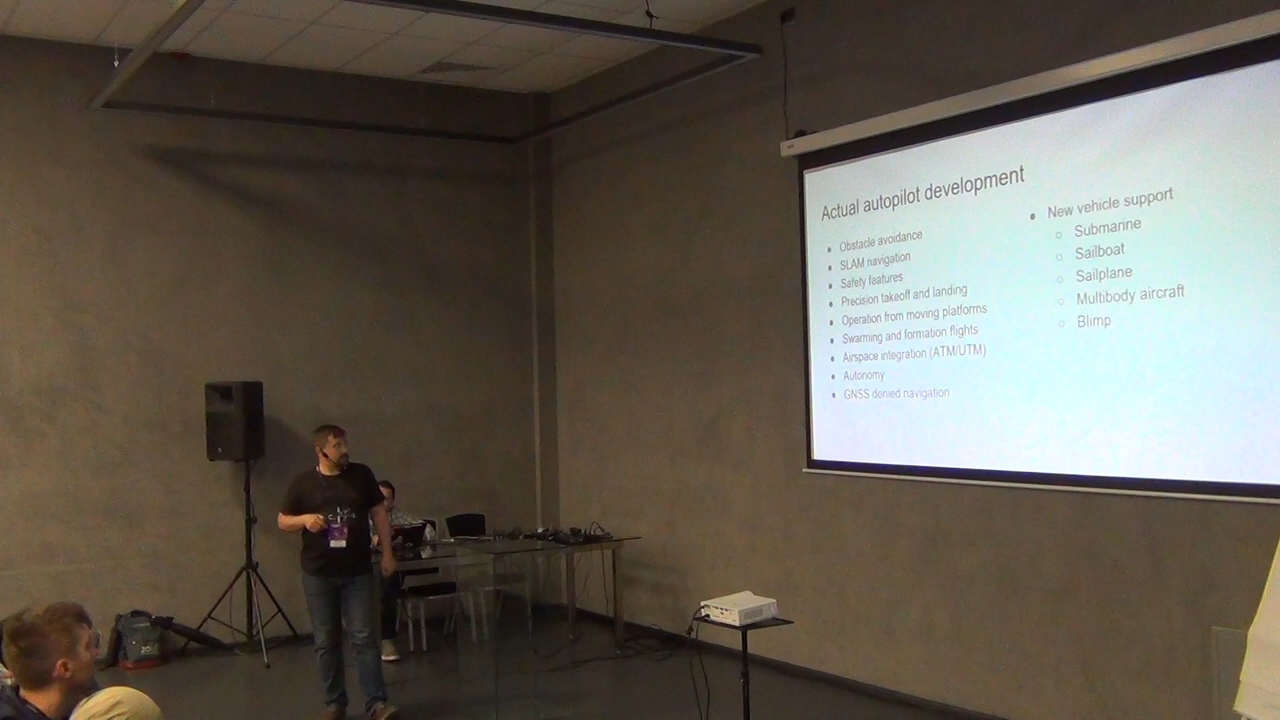 Actual autopilot development
Obstacle avoidance
SLAM navigation
Safety features
Precision takeoff and landing
Operation from moving platforms
Swarming and formation flights
Airspace integration (ATM/UTM)
Autonomy
GNSS denied navigation
New vehicle support
Submarine
Sailboat
Sailplane
Multibody aircraft
Blimp